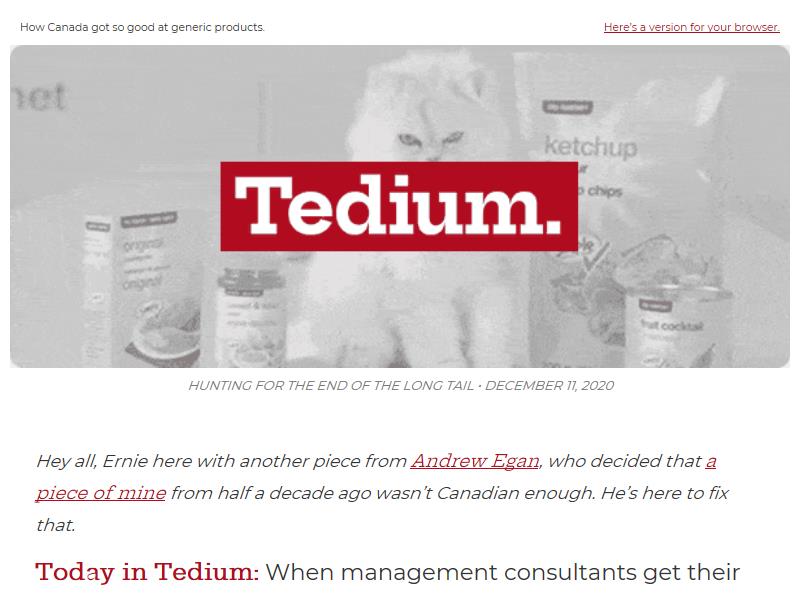 How Canada got so good at generic products.
Here's a version for your browser.
net
ketchup
chips
original
original
fruit cocktail
Tedium.
HUNTING FOR THE END OF THE LONG TAIL • DECEMBER 11, 2020
Hey all, Ernie here with another piece from Andrew Egan, who decided that a
piece of mine from half a decade ago wasn't Canadian enough. He's here to fix
that.
Today in Tedium: When management consultants get their